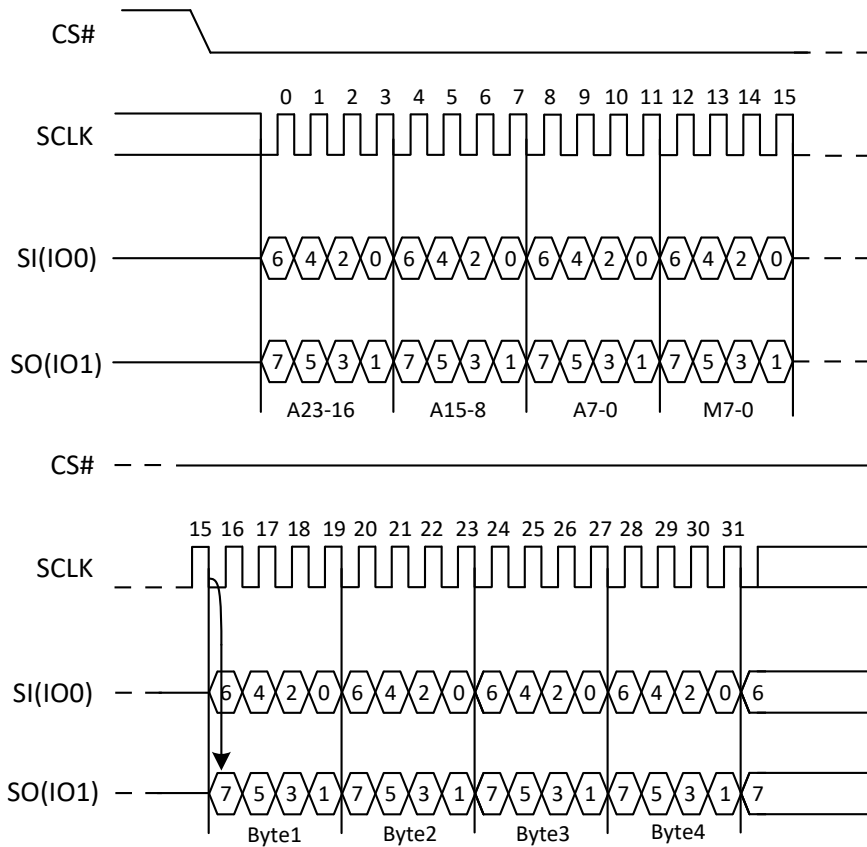 CS#
0 1 2 3 4 5 6 7 8 9 10 11 12 13 14 15
SCLK
SI(IO0) 6 4 2 0 6 4 2 0 6 4 2 0 6 4 2 0
SO(IO1) 7 5 3 1 7 5 3 1 7 5 3 1 7 5 3 1
A23-16 A15-8 A7-0 M7-0
CS#
15 16 17 18 19 20 21 22 23 24 25 26 27 28 29 30 31
SCLK
SI(IO0) 6 4 2 0 6 4 2 0 6 4 2 0 6 4 2 0 6
SO(IO1) 7 5 3 1 7 5 3 1 7 5 3 1 7 5 3 1 7
Byte1 Byte2 Byte3 Byte4